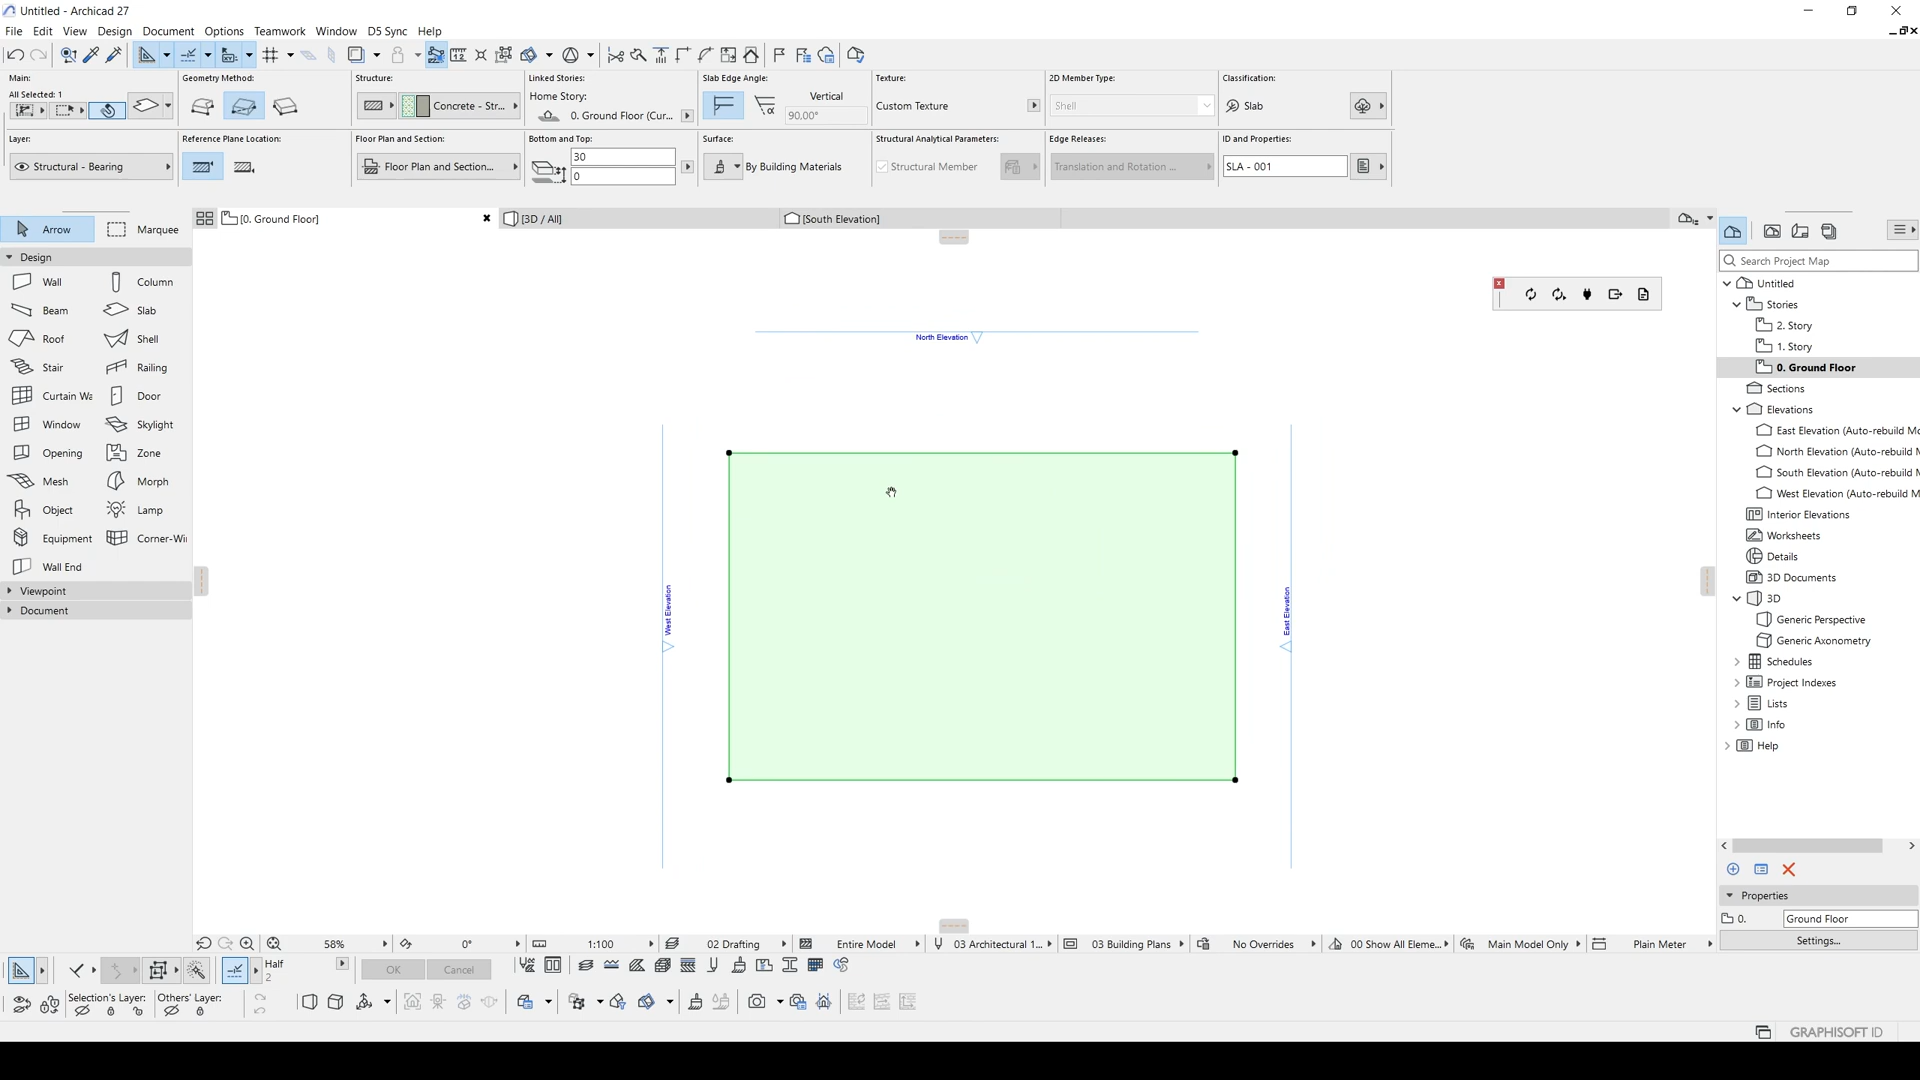 Untitled - Archicad 27
File Edit View Design Document Options Teamwork Window D5 Sync Help
Main: Geometry Method: Structure: Linked Stories: Slab Edge Angle: Texture: 2D Member Type: Classification:
All Selected: 1
Home Story: Vertical
Concrete - Str... 0. Ground Floor (Cur... 90,00° Custom Texture Shell Slab
Layer: Reference Plane Location: Floor Plan and Section: Bottom and Top: Surface: Structural Analytical Parameters: Edge Releases: ID and Properties:
30
Structural - Bearing Floor Plan and Section... By Building Materials Structural Member Translation and Rotation ... SLA - 001
0
[0. Ground Floor] [3D / All] [South Elevation]
Arrow Marquee
Design
Wall Column
Beam Slab
Roof Shell
Stair Railing
Curtain Wa Door
Window Skylight
Opening Zone
Mesh Morph
Object Lamp
Equipment Corner-Wi
Wall End
Viewpoint
Document
North Elevation
West Elevation
East Elevation
Search Project Map
Untitled
Stories
2. Story
1. Story
0. Ground Floor
Sections
Elevations
East Elevation (Auto-rebuild Mo
North Elevation (Auto-rebuild M
South Elevation (Auto-rebuild M
West Elevation (Auto-rebuild M
Interior Elevations
Worksheets
Details
3D Documents
3D
Generic Perspective
Generic Axonometry
Schedules
Project Indexes
Lists
Info
Help
Properties
0. Ground Floor
Settings...
58% 0° 1:100 02 Drafting Entire Model 03 Architectural 1... 03 Building Plans No Overrides 00 Show All Eleme... Main Model Only Plain Meter
Half
2
OK Cancel
Selection's Layer: Others' Layer:
GRAPHISOFT ID